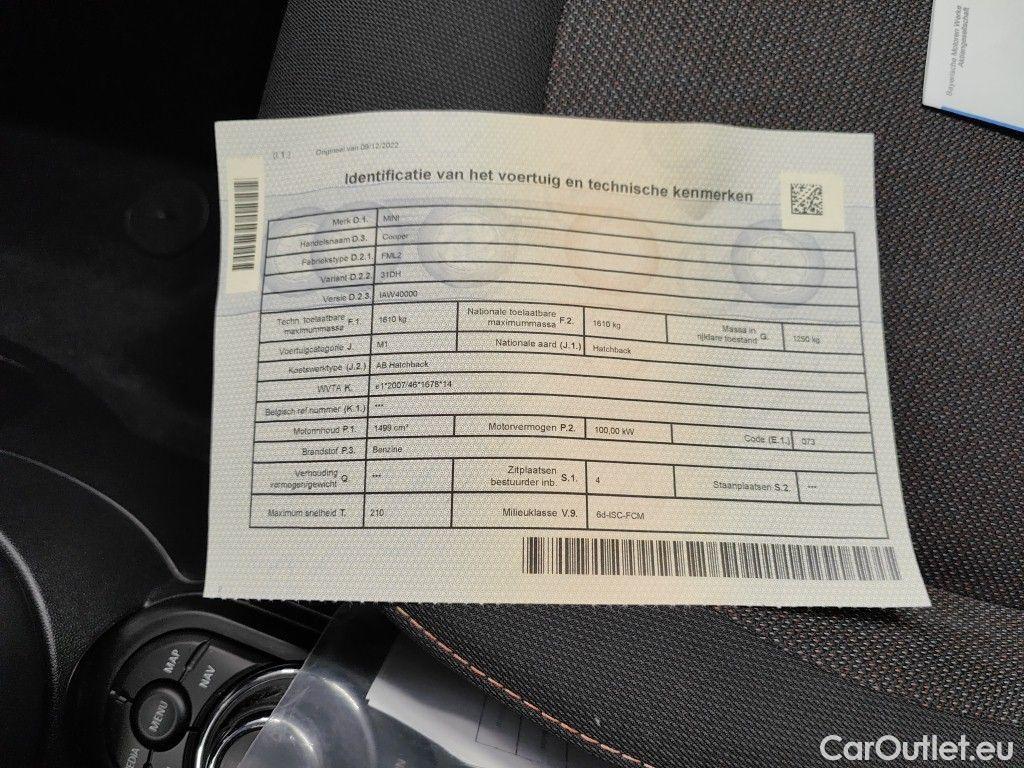 Bayerische Motoren Werke
Aktiengesellschaft
Origineel van 09/12/2022
Identificatie van het voertuig en technische kenmerken
Merk D.1. MINI
Handelsnaam D.3. Cooper
Fabriekstype D.2.1. FML2
Variant D.2.2. 31DH
Versie D.2.3. IAW40000
Techn. toelaatbare maximummassa F.1. 1610 kg Nationale toelaatbare maximummassa F.2. 1610 kg Massa in rijklare toestand G. 1250 kg
Voertuigcategorie J. M1 Nationale aard (J.1.) Hatchback
Koetswerktype (J.2.) AB Hatchback
WVTA K. e1*2007/46*1678*14
Belgisch ref.nummer (K.1.) ***
Motorinhoud P.1. 1499 cm³ Motorvermogen P.2. 100,00 kW Code (E.1.) 073
Brandstof P.3. Benzine
Verhouding vermogen/gewicht Q. *** Zitplaatsen bestuurder inb. S.1. 4 Staanplaatsen S.2. ***
Maximum snelheid T. 210 Milieuklasse V.9. 6d-ISC-FCM
MAP
NAV
MENU
CarOutlet.eu